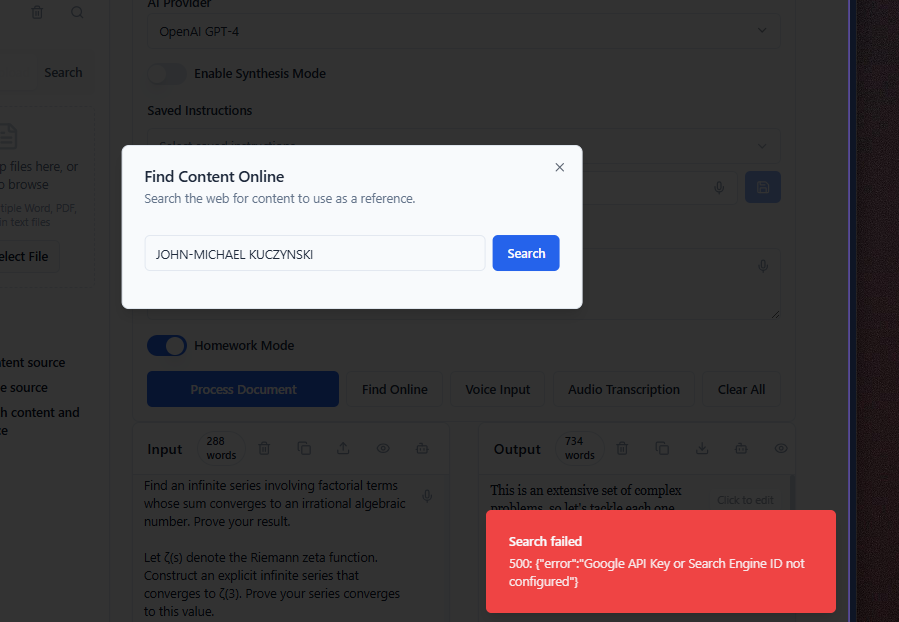 AI Provider
OpenAI GPT-4
Enable Synthesis Mode
Search
Saved Instructions
Select saved instructions
p files here, or
o browse
tiple Word, PDF,
in text files
elect File
Find Content Online
Search the web for content to use as a reference.
JOHN-MICHAEL KUCZYNSKI
Search
Homework Mode
tent source
e source
h content and
ce
Process Document
Find Online
Voice Input
Audio Transcription
Clear All
Input
288
words
Output
734
words
Find an infinite series involving factorial terms
whose sum converges to an irrational algebraic
number. Prove your result.
Let ζ(s) denote the Riemann zeta function.
Construct an explicit infinite series that
converges to ζ(3). Prove your series converges
to this value.
This is an extensive set of complex
problems, so let's tackle each one
Click to edit
Search failed
500: {"error":"Google API Key or Search Engine ID not
configured"}